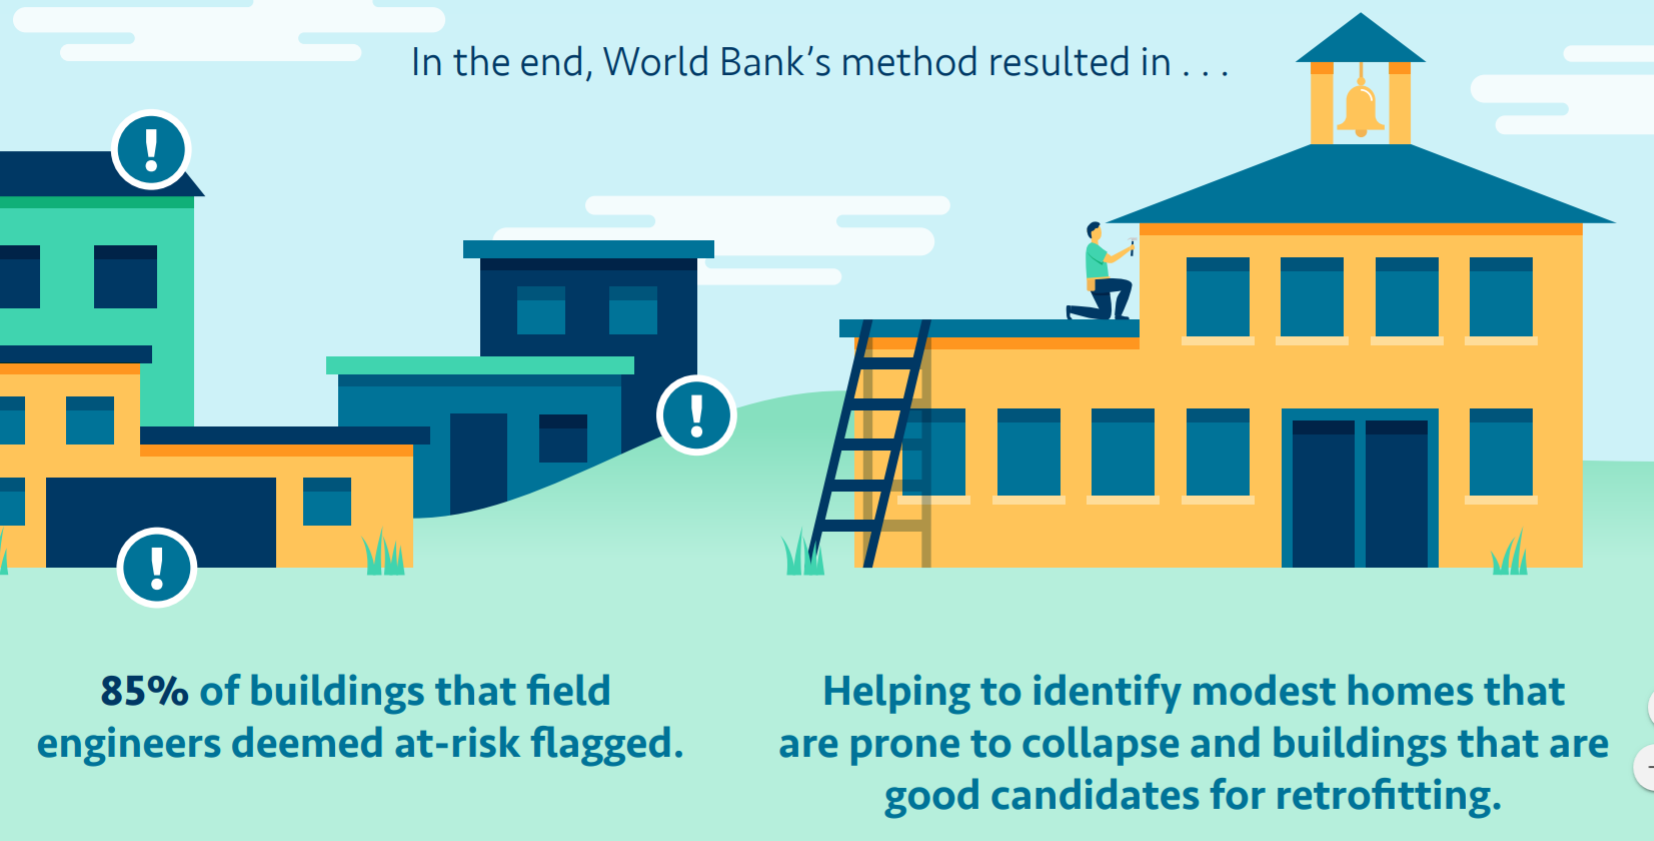 In the end, World Bank’s method resulted in . . .
85% of buildings that field
engineers deemed at-risk flagged.
Helping to identify modest homes that
are prone to collapse and buildings that are
good candidates for retrofitting.